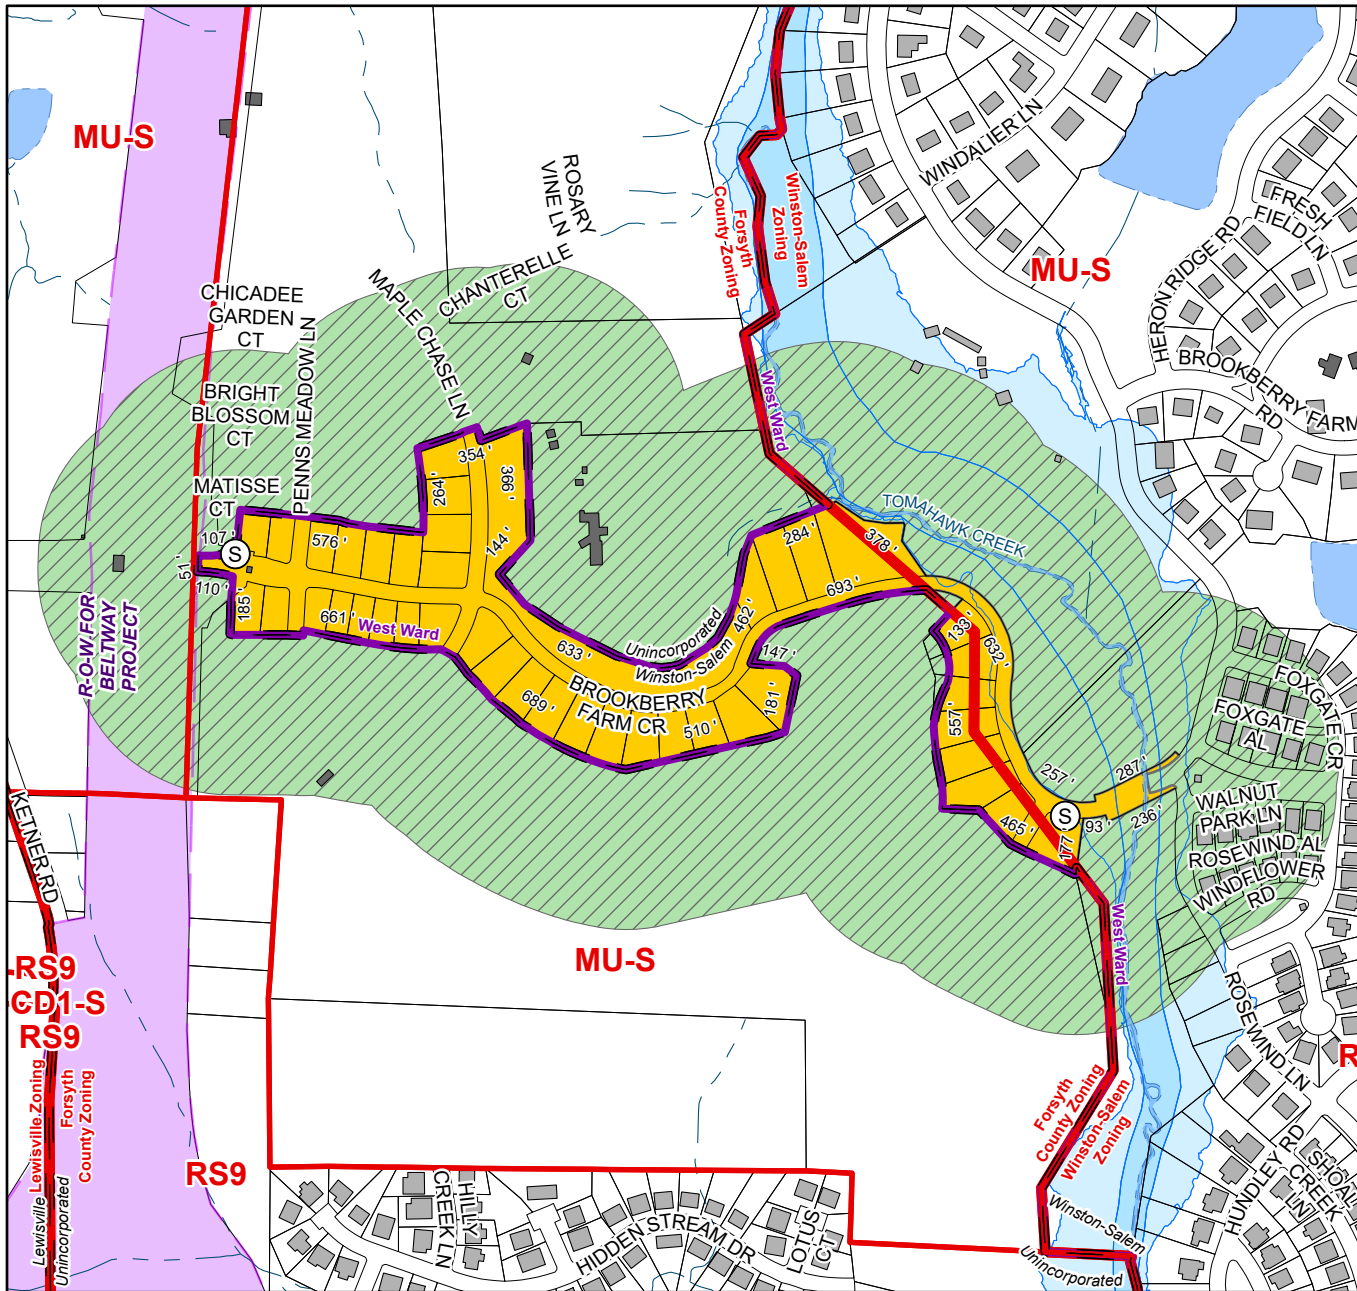 MU-S
ROSARY
VINE LN
Forsyth
County Zoning
Winston-Salem
Zoning
WINDALIER LN
FRESH
FIELD LN
HERON RIDGE RD
MU-S
CHANTERELLE
CT
MAPLE CHASE LN
CHICADEE
GARDEN
CT
PENNS MEADOW LN
BRIGHT
BLOSSOM
CT
MATISSE
CT
West Ward
BROOKBERRY FARM
RD
TOMAHAWK CREEK
354 '
264 '
366 '
144 '
107 '
S
51 '
110 '
185 '
576 '
661 '
West Ward
284 '
378 '
693 '
462 '
133 '
632 '
Unincorporated
Winston-Salem
633 '
147 '
181 '
BROOKBERRY
FARM CR
689 '
510 '
557 '
465 '
257 '
287 '
S
93 '
236 '
177 '
R-O-W FOR
BELTWAY
PROJECT
FOXGATE CR
FOXGATE
AL
WALNUT
PARK LN
ROSEWIND AL
WINDFLOWER
RD
KETNER RD
West Ward
MU-S
RS9
CD1-S
RS9
ROSEWIND LN
R
Lewisville Zoning
Forsyth
County Zoning
Lewisville
Unincorporated
RS9
Forsyth
County Zoning
Winston-Salem
Zoning
HILLY
CREEK LN
HIDDEN STREAM DR
LOTUS
CT
Winston-Salem
Unincorporated
HUNDLEY RD
SHOAL
CREEK
LN